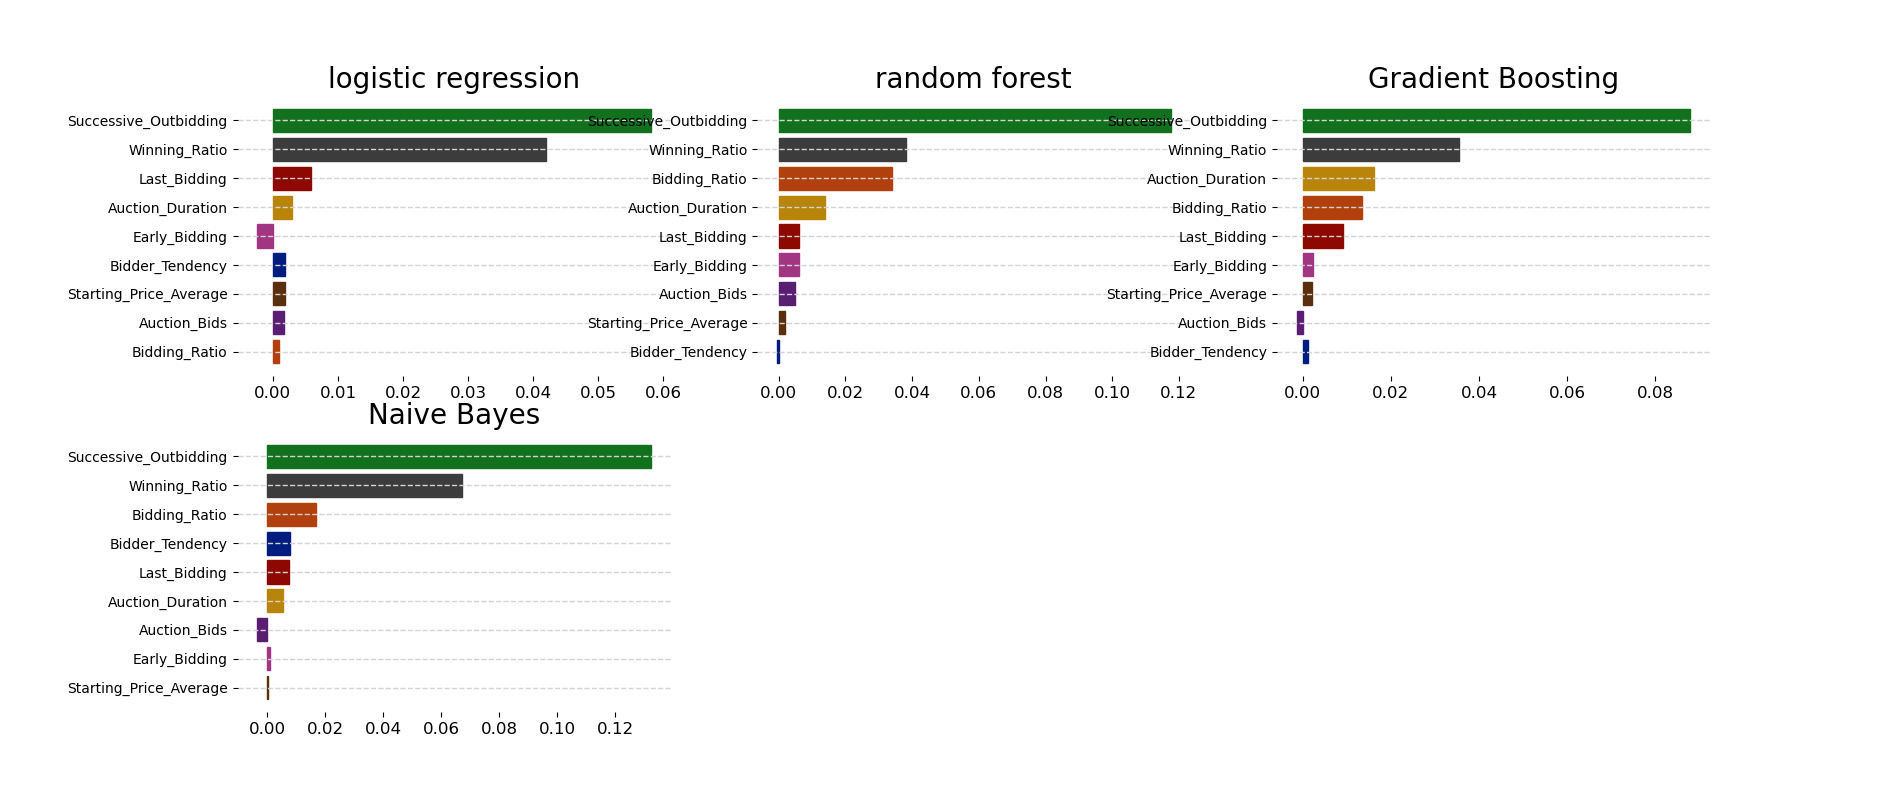 logistic regression
Successive_Outbidding
Winning_Ratio
Last_Bidding
Auction_Duration
Early_Bidding
Bidder_Tendency
Starting_Price_Average
Auction_Bids
Bidding_Ratio
0.00 0.01 0.02 0.03 0.04 0.05 0.06
random forest
Successive_Outbidding
Winning_Ratio
Bidding_Ratio
Auction_Duration
Last_Bidding
Early_Bidding
Auction_Bids
Starting_Price_Average
Bidder_Tendency
0.00 0.02 0.04 0.06 0.08 0.10 0.12
Gradient Boosting
Successive_Outbidding
Winning_Ratio
Auction_Duration
Bidding_Ratio
Last_Bidding
Early_Bidding
Starting_Price_Average
Auction_Bids
Bidder_Tendency
0.00 0.02 0.04 0.06 0.08
Naive Bayes
Successive_Outbidding
Winning_Ratio
Bidding_Ratio
Bidder_Tendency
Last_Bidding
Auction_Duration
Auction_Bids
Early_Bidding
Starting_Price_Average
0.00 0.02 0.04 0.06 0.08 0.10 0.12